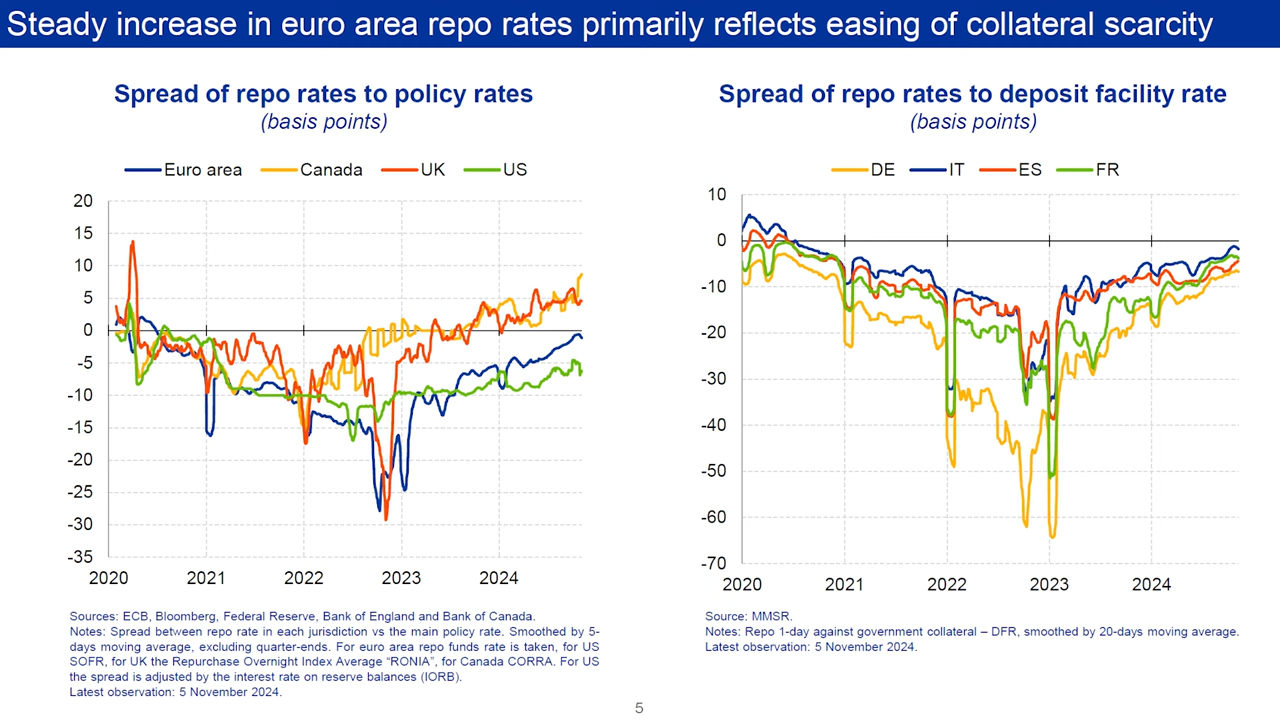 Steady increase in euro area repo rates primarily reflects easing of collateral scarcity
Spread of repo rates to policy rates
(basis points)
Euro area
Canada
UK
US
20
15
10
5
0
-5
-10
-15
-20
-25
-30
-35
2020
2021
2022
2023
2024
Sources: ECB, Bloomberg, Federal Reserve, Bank of England and Bank of Canada.
Notes: Spread between repo rate in each jurisdiction vs the main policy rate. Smoothed by 5-
days moving average, excluding quarter-ends. For euro area repo funds rate is taken, for US
SOFR, for UK the Repurchase Overnight Index Average “RONIA”, for Canada CORRA. For US
the spread is adjusted by the interest rate on reserve balances (IORB).
Latest observation: 5 November 2024.
Spread of repo rates to deposit facility rate
(basis points)
DE
IT
ES
FR
10
0
-10
-20
-30
-40
-50
-60
-70
2020
2021
2022
2023
2024
Source: MMSR.
Notes: Repo 1-day against government collateral – DFR, smoothed by 20-days moving average.
Latest observation: 5 November 2024.
5